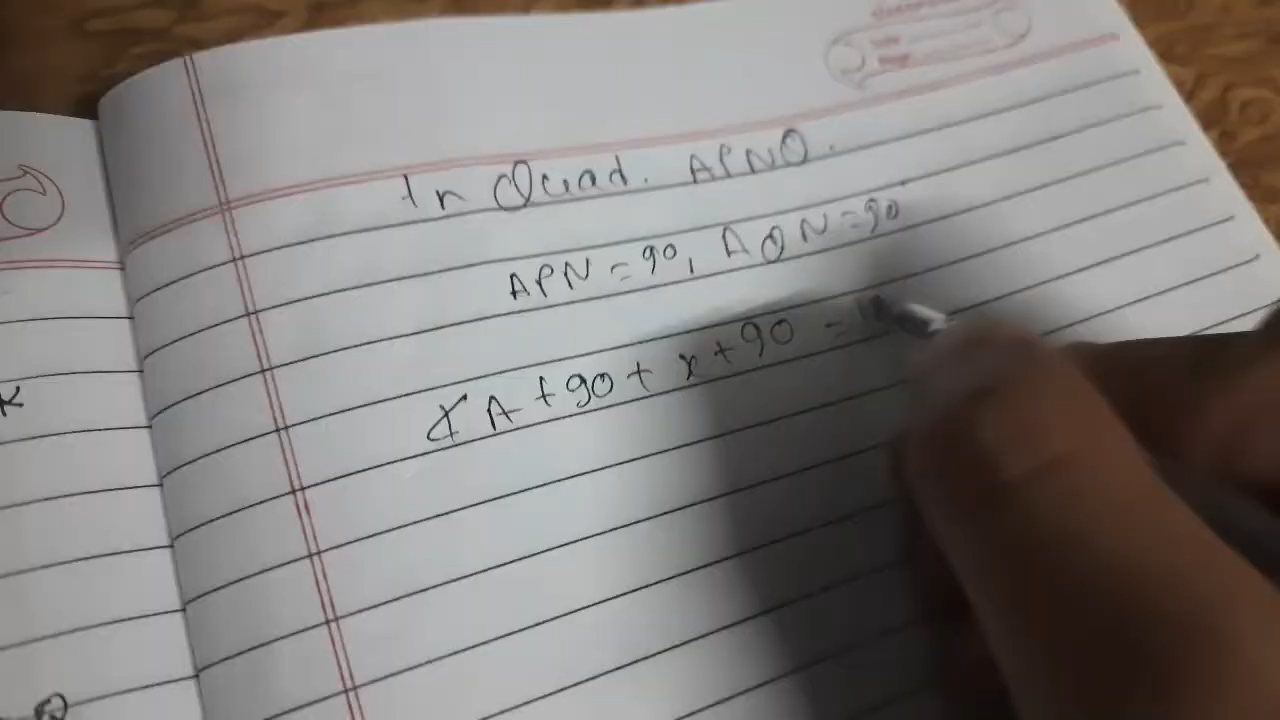 In Quad. APNQ.
APN = 90, AQN = 90°
∠A + 90 + x + 90 =
K